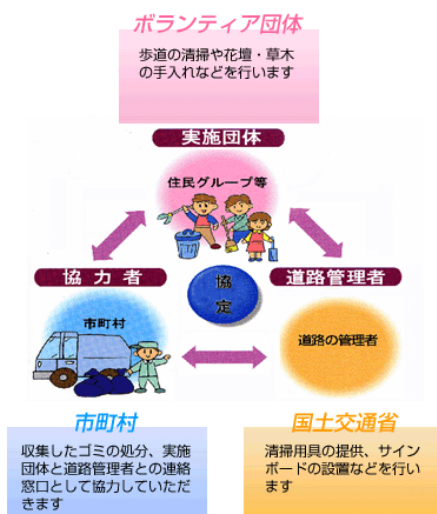 ボランティア団体
歩道の清掃や花壇・草木
の手入れなどを行います
実施団体
住民グループ等
協力者
道路管理者
協
定
市町村
道路の管理者
市町村
収集したゴミの処分、実施
団体と道路管理者との連絡
窓口として協力していただ
きます
国土交通省
清掃用具の提供、サイン
ボードの設置などを行い
ます